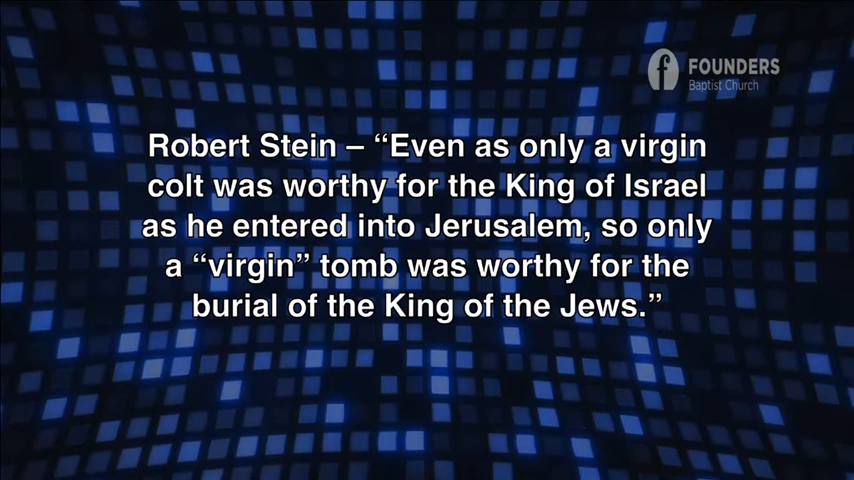 FOUNDERS
Baptist Church
Robert Stein – “Even as only a virgin
colt was worthy for the King of Israel
as he entered into Jerusalem, so only
a “virgin” tomb was worthy for the
burial of the King of the Jews.”